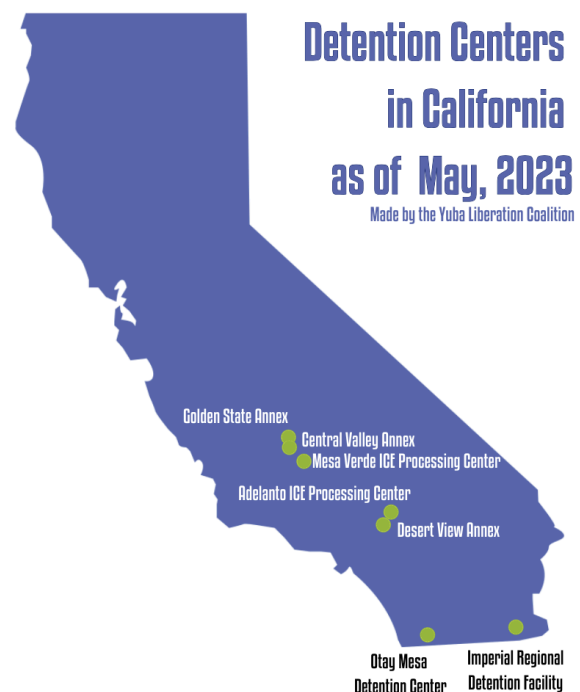 Detention Centers
in California
as of May, 2023
Made by the Yuba Liberation Coalition
Golden State Annex
Central Valley Annex
Mesa Verde ICE Processing Center
Adelanto ICE Processing Center
Desert View Annex
Otay Mesa
Detention Center
Imperial Regional
Detention Facility